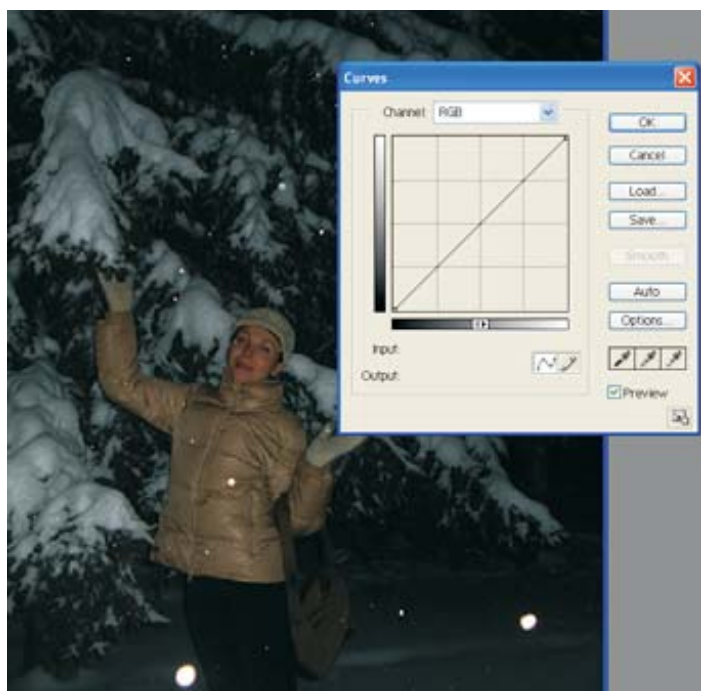 Curves
Channel: RGB
OK
Cancel
Load...
Save...
Smooth
Auto
Options...
Input:
Output:
Preview